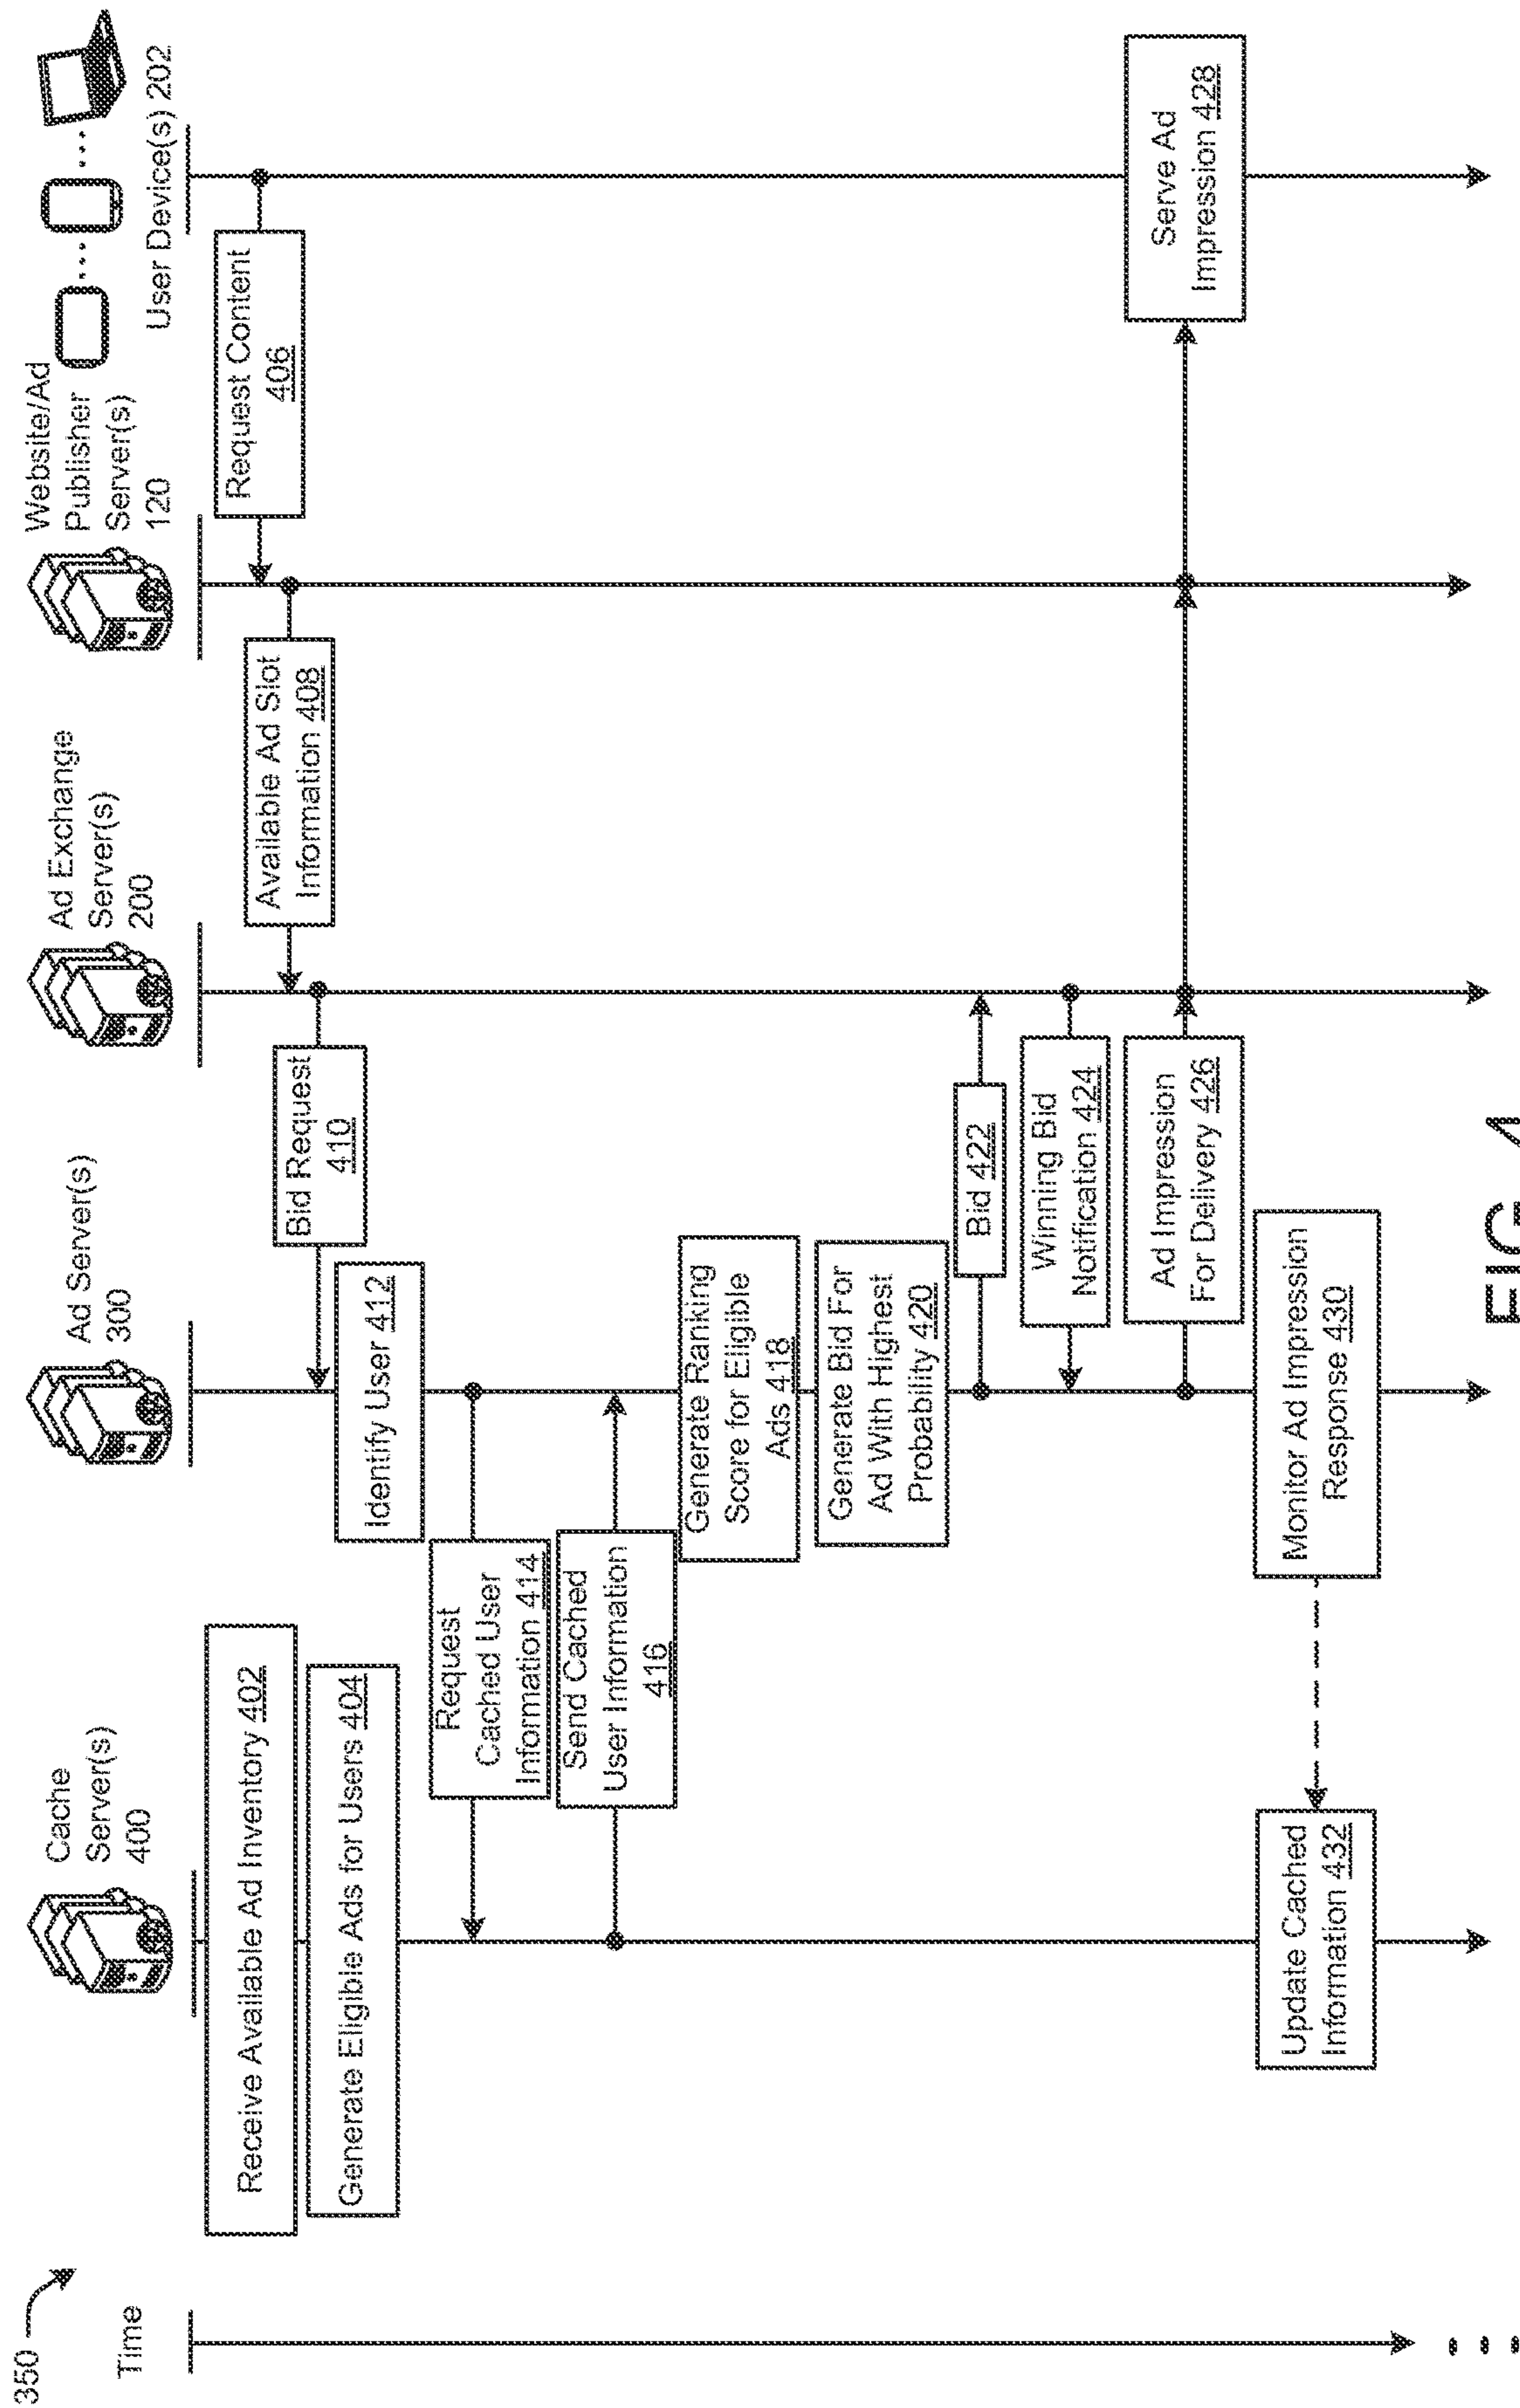 350
Time
Cache
Server(s)
400
Ad Server(s)
300
Ad Exchange
Server(s)
200
Website/Ad
Publisher
Server(s)
120
User Device(s) 202
Receive Available Ad Inventory 402
Generate Eligible Ads for Users 404
Request Content
406
Available Ad Slot
Information 408
Bid Request
410
Identify User 412
Request
Cached User
Information 414
Send Cached
User Information
416
Generate Ranking
Score for Eligible
Ads 418
Generate Bid For
Ad With Highest
Probability 420
Bid 422
Winning Bid
Notification 424
Ad Impression
For Delivery 426
Serve Ad
Impression 428
Monitor Ad Impression
Response 430
Update Cached
Information 432
FIG. 4